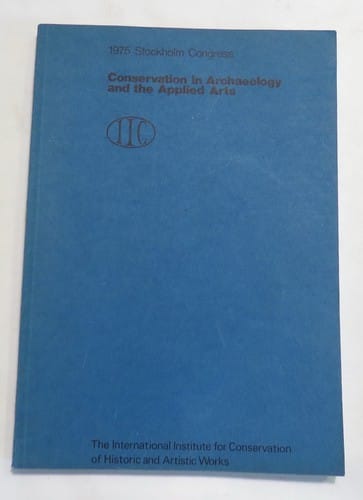 1975 Stockholm Congress
Conservation in Archaeology
and the Applied Arts
IIC
The International Institute for Conservation
of Historic and Artistic Works